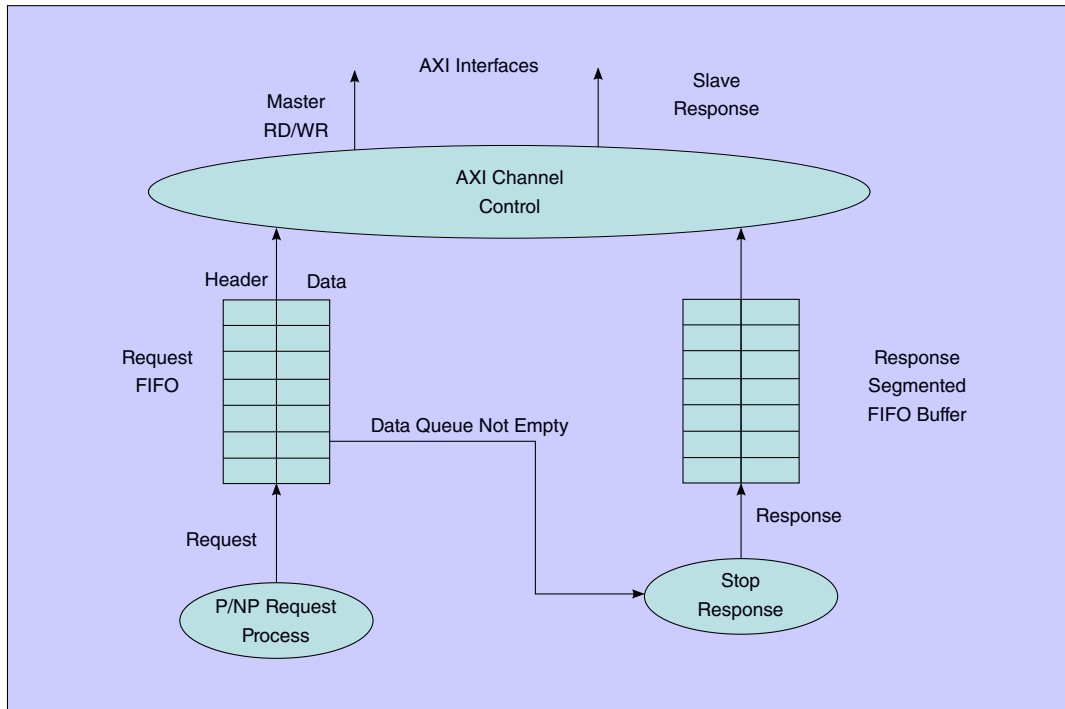 AXI Interfaces
Master
RD/WR
Slave
Response
AXI Channel
Control
Header
Data
Request
FIFO
Response
Segmented
FIFO Buffer
Data Queue Not Empty
Request
Response
P/NP Request
Process
Stop
Response